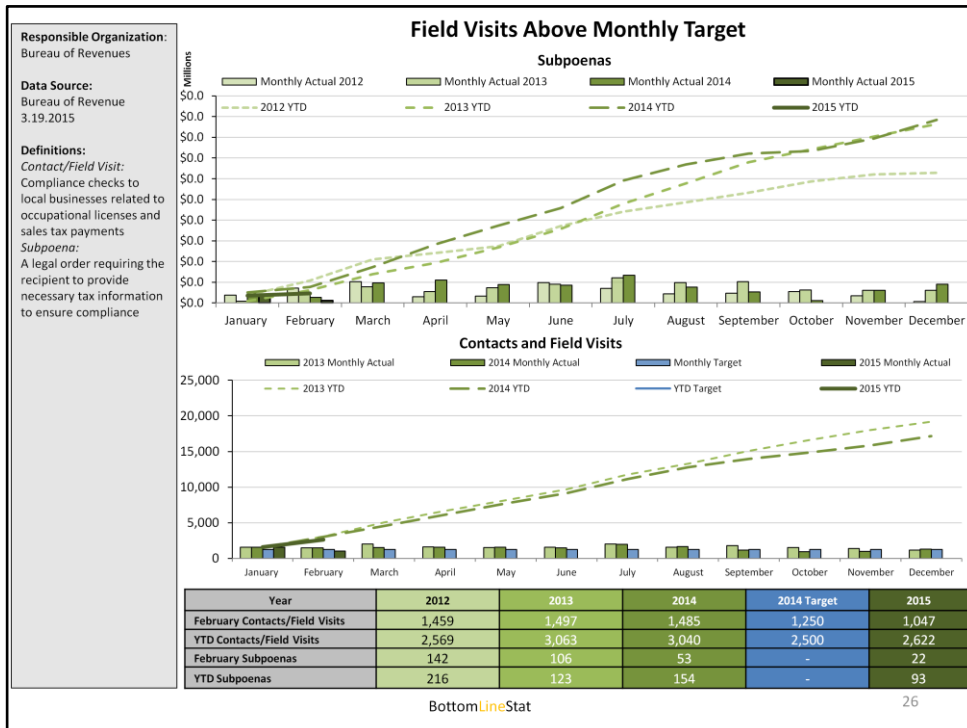 Field Visits Above Monthly Target
Responsible Organization:
Bureau of Revenues
Data Source:
Bureau of Revenue
3.19.2015
Definitions:
Contact/Field Visit:
Compliance checks to
local businesses related to
occupational licenses and
sales tax payments
Subpoena:
A legal order requiring the
recipient to provide
necessary tax information
to ensure compliance
Subpoenas
Millions
Monthly Actual 2012 Monthly Actual 2013 Monthly Actual 2014 Monthly Actual 2015
2012 YTD 2013 YTD 2014 YTD 2015 YTD
$0.0
$0.0
$0.0
$0.0
$0.0
$0.0
$0.0
$0.0
$0.0
$0.0
$0.0
January February March April May June July August September October November December
Contacts and Field Visits
2013 Monthly Actual 2014 Monthly Actual Monthly Target 2015 Monthly Actual
2013 YTD 2014 YTD YTD Target 2015 YTD
25,000
20,000
15,000
10,000
5,000
0
January February March April May June July August September October November December
Year 2012 2013 2014 2014 Target 2015
February Contacts/Field Visits 1,459 1,497 1,485 1,250 1,047
YTD Contacts/Field Visits 2,569 3,063 3,040 2,500 2,622
February Subpoenas 142 106 53 - 22
YTD Subpoenas 216 123 154 - 93
BottomLineStat
26